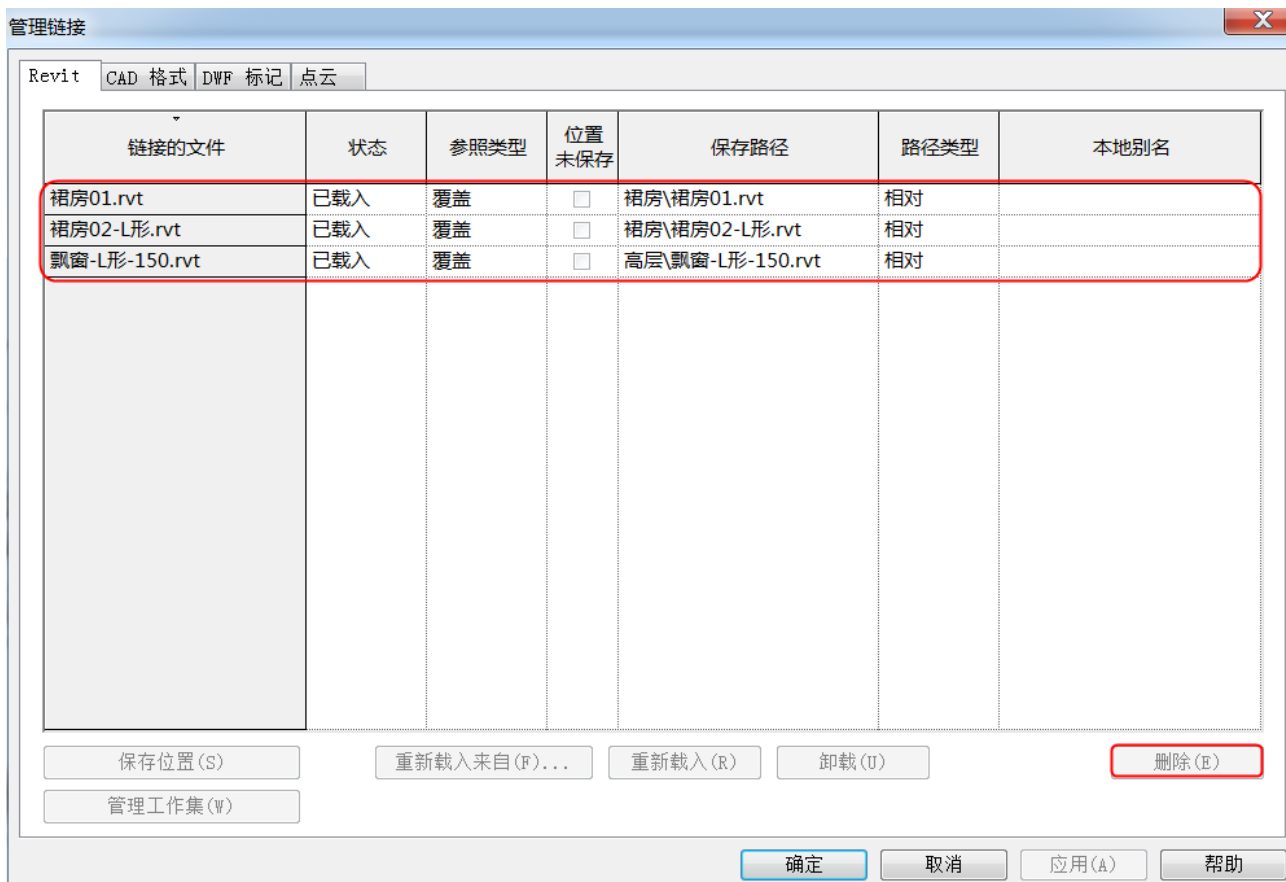 管理链接
Revit CAD 格式 DWF 标记 点云
链接的文件 状态 参照类型 位置未保存 保存路径 路径类型 本地别名
裙房01.rvt 已载入 覆盖 裙房\裙房01.rvt 相对
裙房02-L形.rvt 已载入 覆盖 裙房\裙房02-L形.rvt 相对
飘窗-L形-150.rvt 已载入 覆盖 高层\飘窗-L形-150.rvt 相对
保存位置(S) 重新载入来自(F)... 重新载入(R) 卸载(U) 删除(E)
管理工作集(W)
确定 取消 应用(A) 帮助